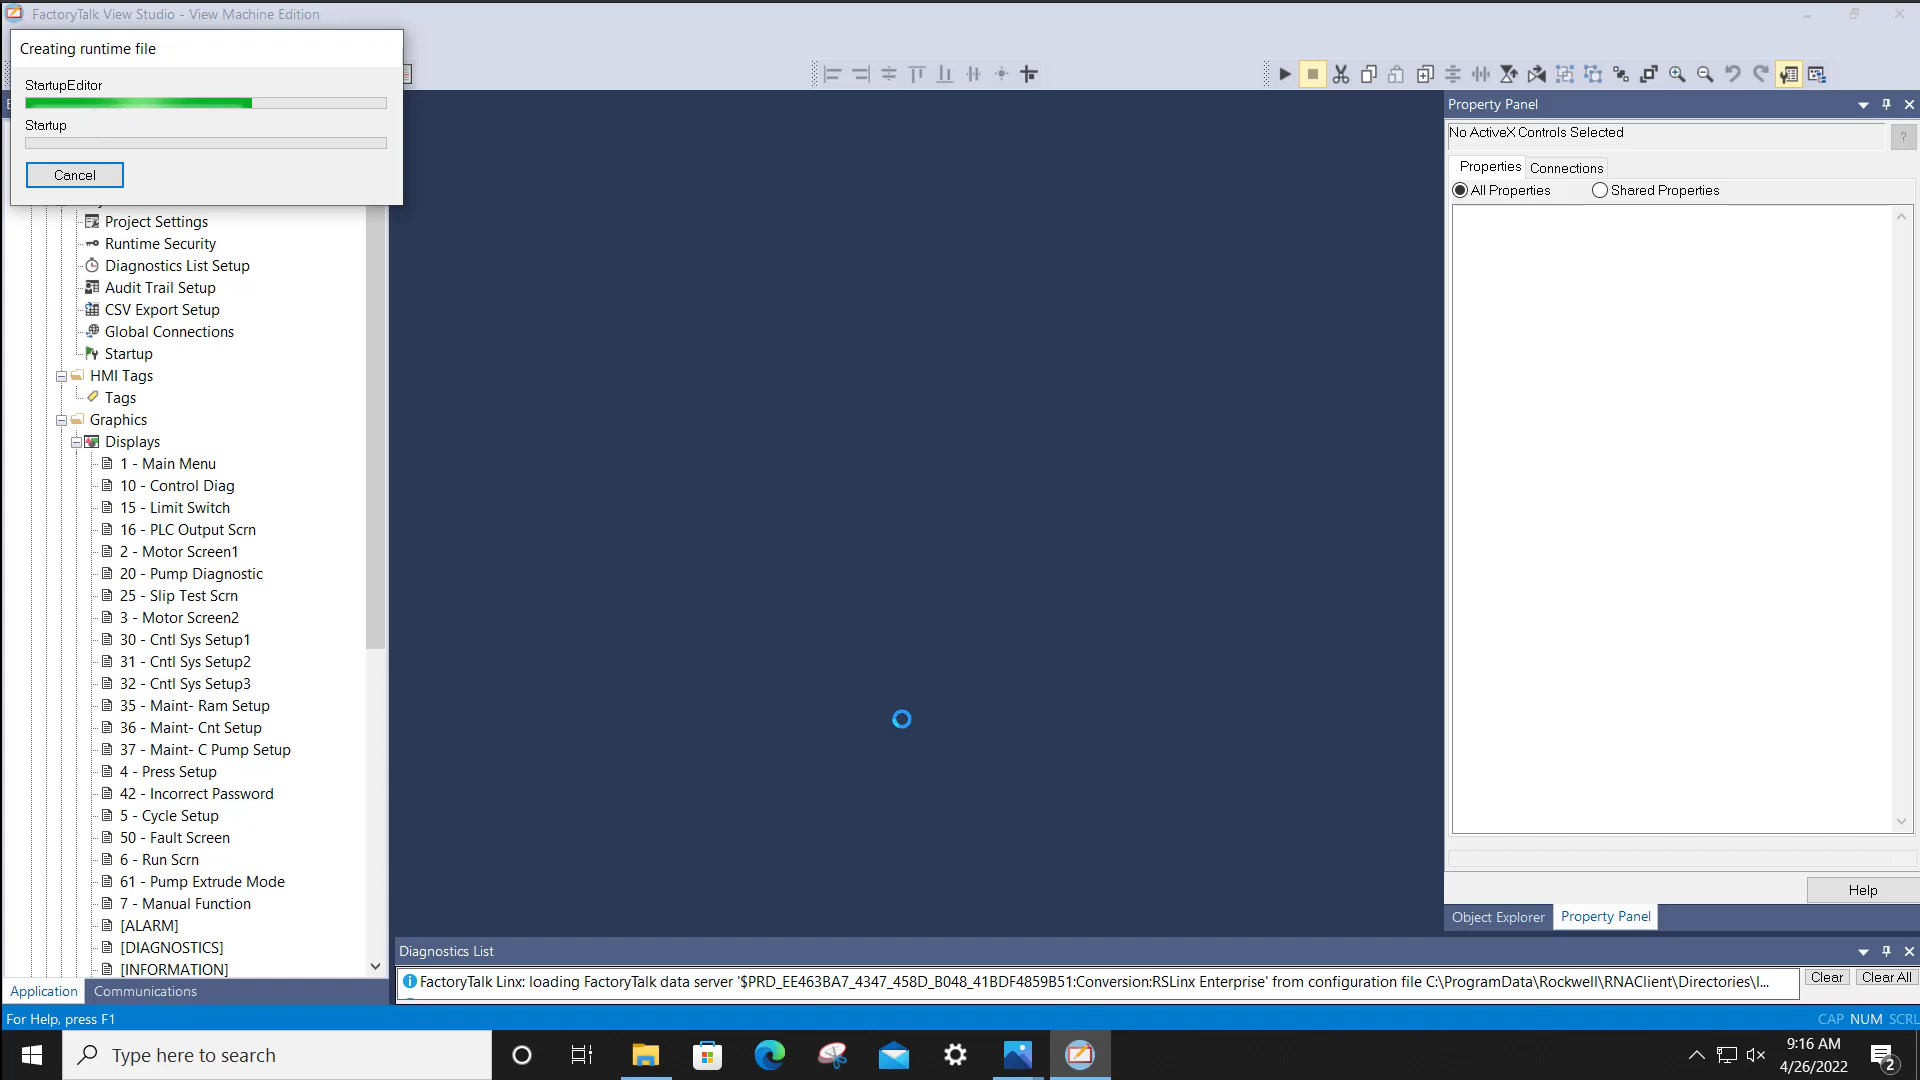 FactoryTalk View Studio - View Machine Edition
Creating runtime file
StartupEditor
Startup
Cancel
Project Settings
Runtime Security
Diagnostics List Setup
Audit Trail Setup
CSV Export Setup
Global Connections
Startup
HMI Tags
Tags
Graphics
Displays
1 - Main Menu
10 - Control Diag
15 - Limit Switch
16 - PLC Output Scrn
2 - Motor Screen1
20 - Pump Diagnostic
25 - Slip Test Scrn
3 - Motor Screen2
30 - Cntl Sys Setup1
31 - Cntl Sys Setup2
32 - Cntl Sys Setup3
35 - Maint- Ram Setup
36 - Maint- Cnt Setup
37 - Maint- C Pump Setup
4 - Press Setup
42 - Incorrect Password
5 - Cycle Setup
50 - Fault Screen
6 - Run Scrn
61 - Pump Extrude Mode
7 - Manual Function
[ALARM]
[DIAGNOSTICS]
[INFORMATION]
Application Communications
Property Panel
No ActiveX Controls Selected
?
Properties Connections
All Properties Shared Properties
Help
Object Explorer Property Panel
Diagnostics List
FactoryTalk Linx: loading FactoryTalk data server '$PRD_EE463BA7_4347_458D_B048_41BDF4859B51:Conversion:RSLinx Enterprise' from configuration file C:\ProgramData\Rockwell\RNAClient\Directories\l...
Clear Clear All
For Help, press F1
CAP NUM SCRL
Type here to search
9:16 AM
4/26/2022
2